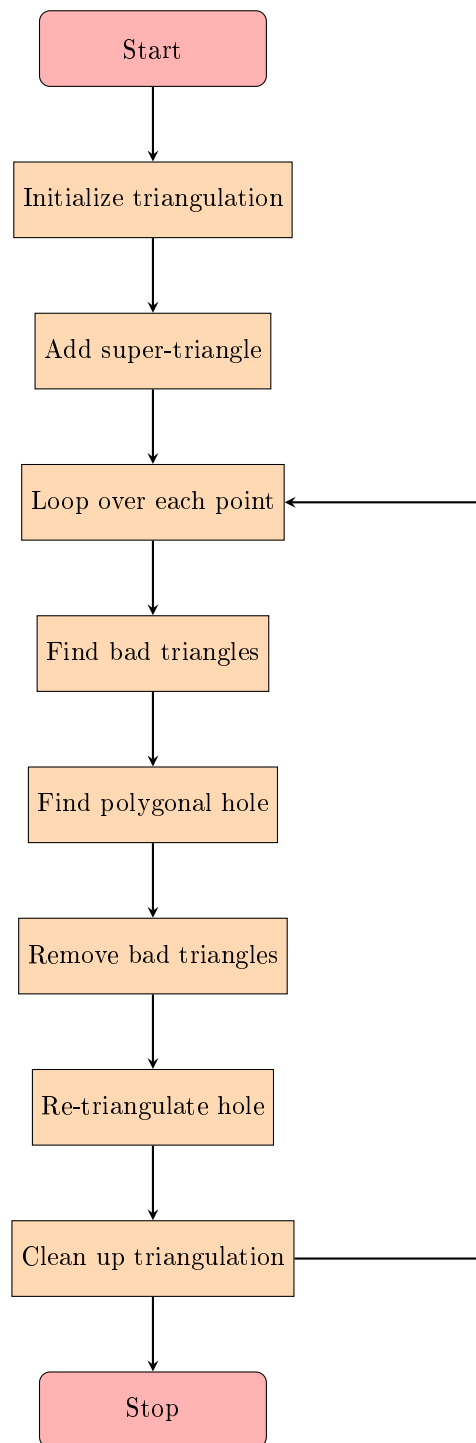 Start
Initialize triangulation
Add super-triangle
Loop over each point
Find bad triangles
Find polygonal hole
Remove bad triangles
Re-triangulate hole
Clean up triangulation
Stop